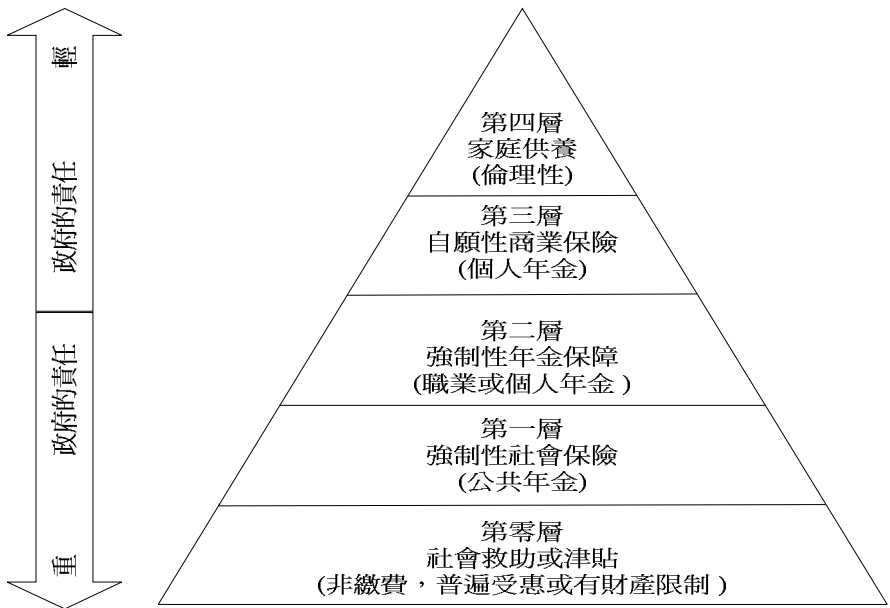 輕
政府的責任
政府的責任
重
第四層
家庭供養
(倫理性)
第三層
自願性商業保險
(個人年金)
第二層
強制性年金保障
(職業或個人年金)
第一層
強制性社會保險
(公共年金)
第零層
社會救助或津貼
(非繳費，普遍受惠或有財產限制)